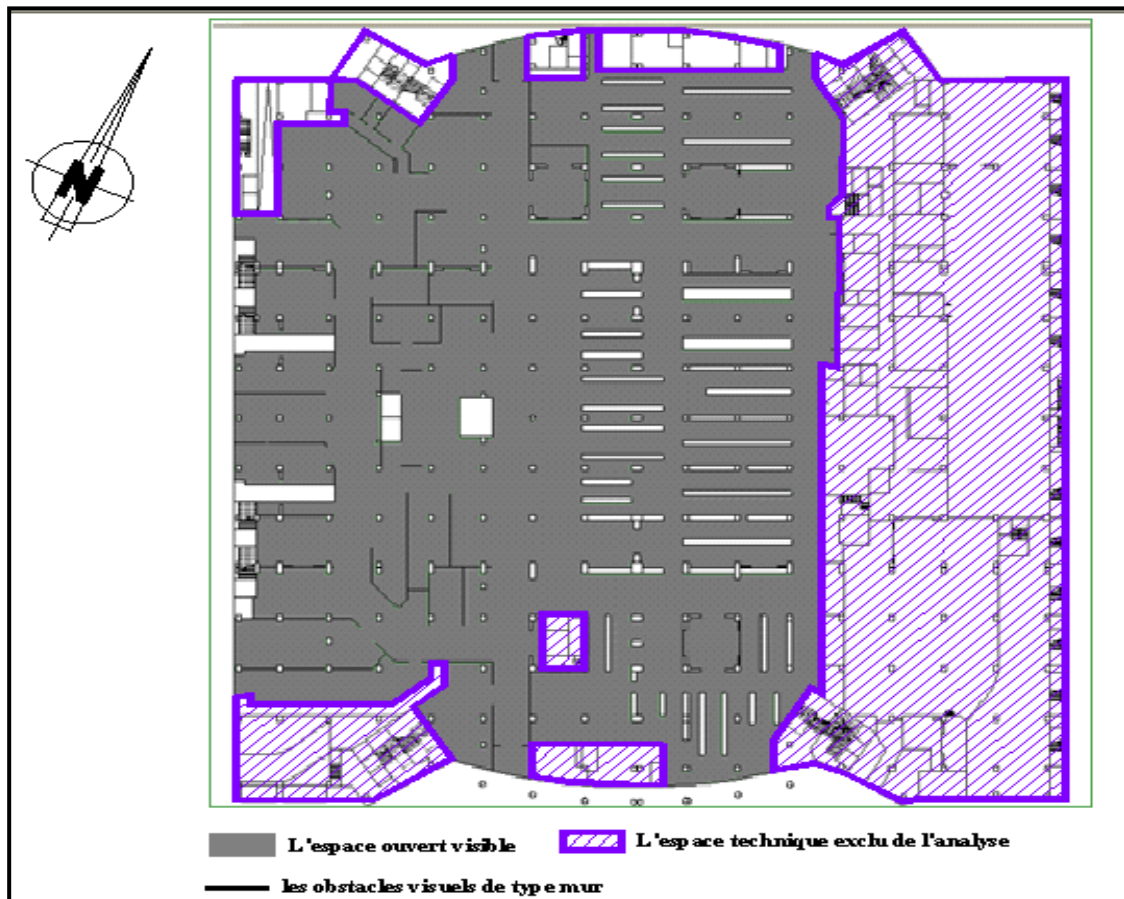 N
L'espace ouvert visible
L'espace technique exclu de l'analyse
les obstacles visuels de type mur